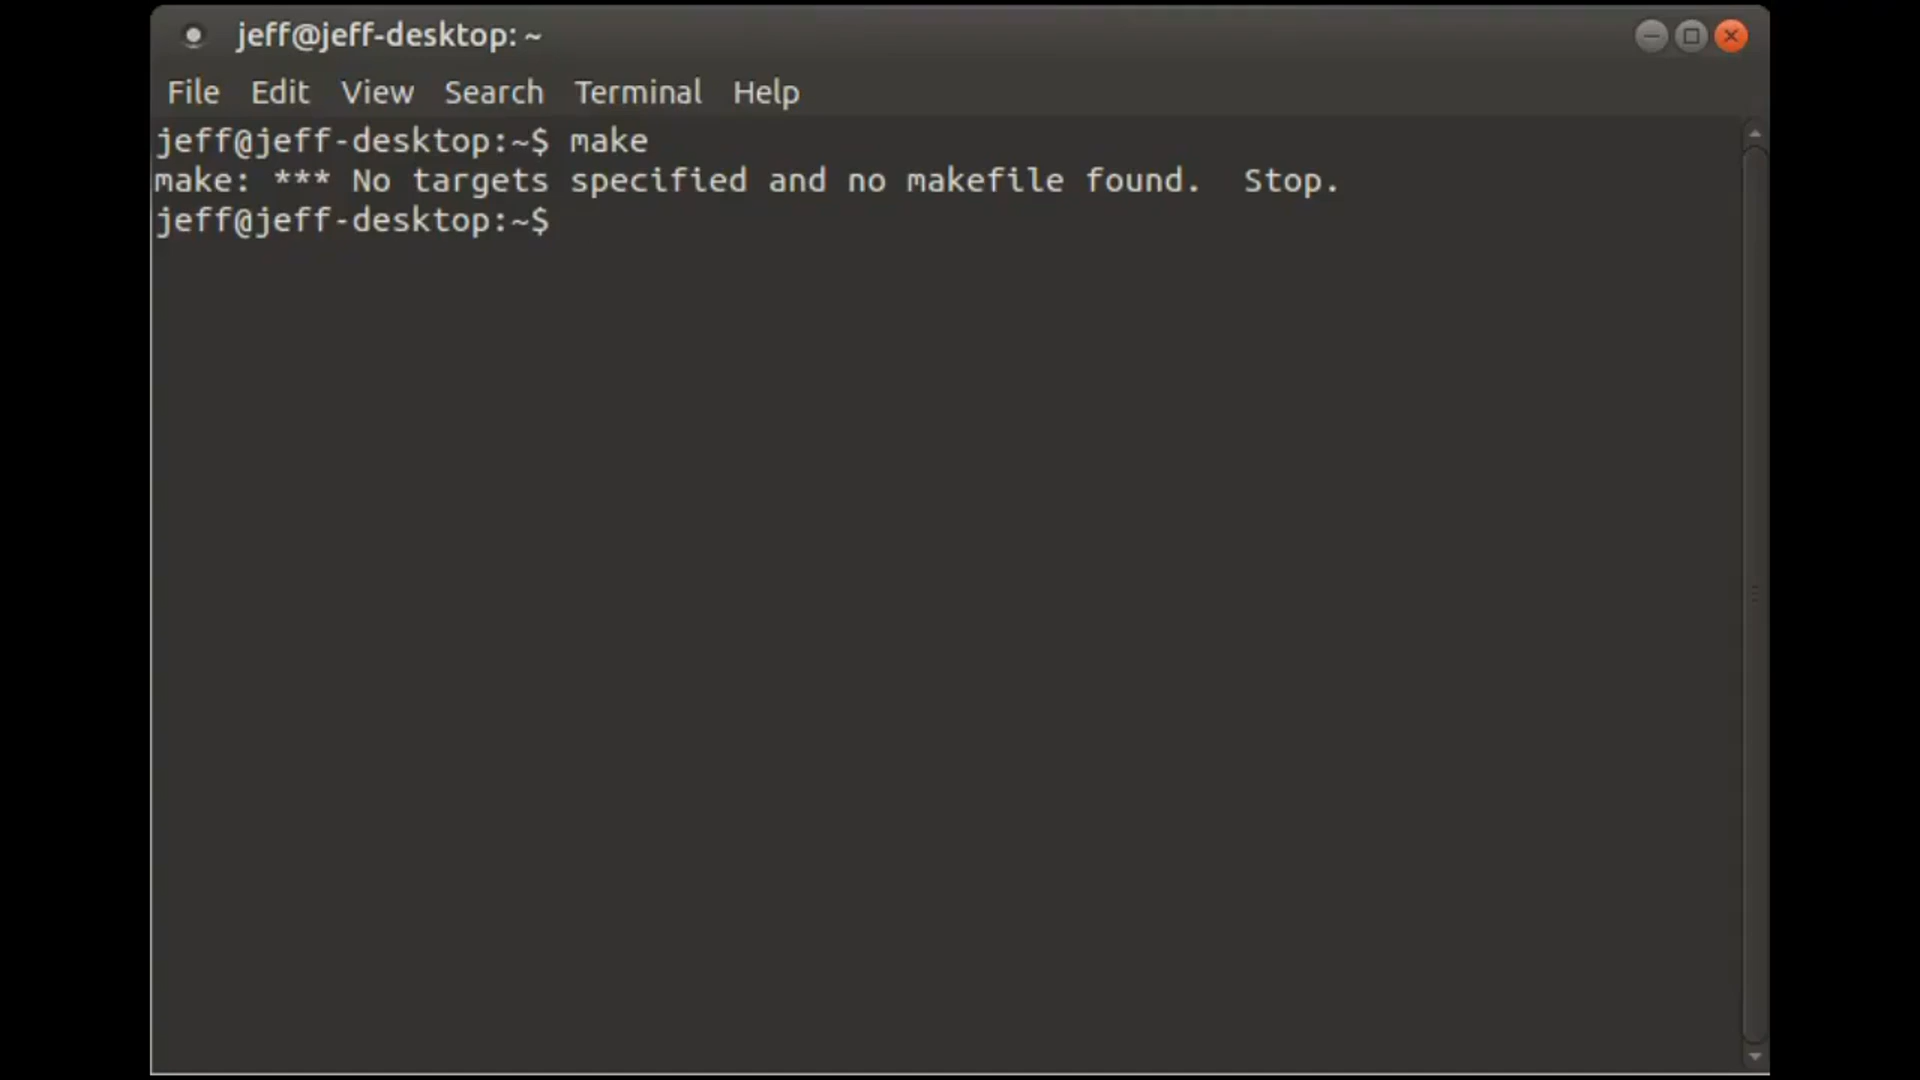 jeff@jeff-desktop: ~
File Edit View Search Terminal Help
jeff@jeff-desktop:~$ make
make: *** No targets specified and no makefile found.  Stop.
jeff@jeff-desktop:~$